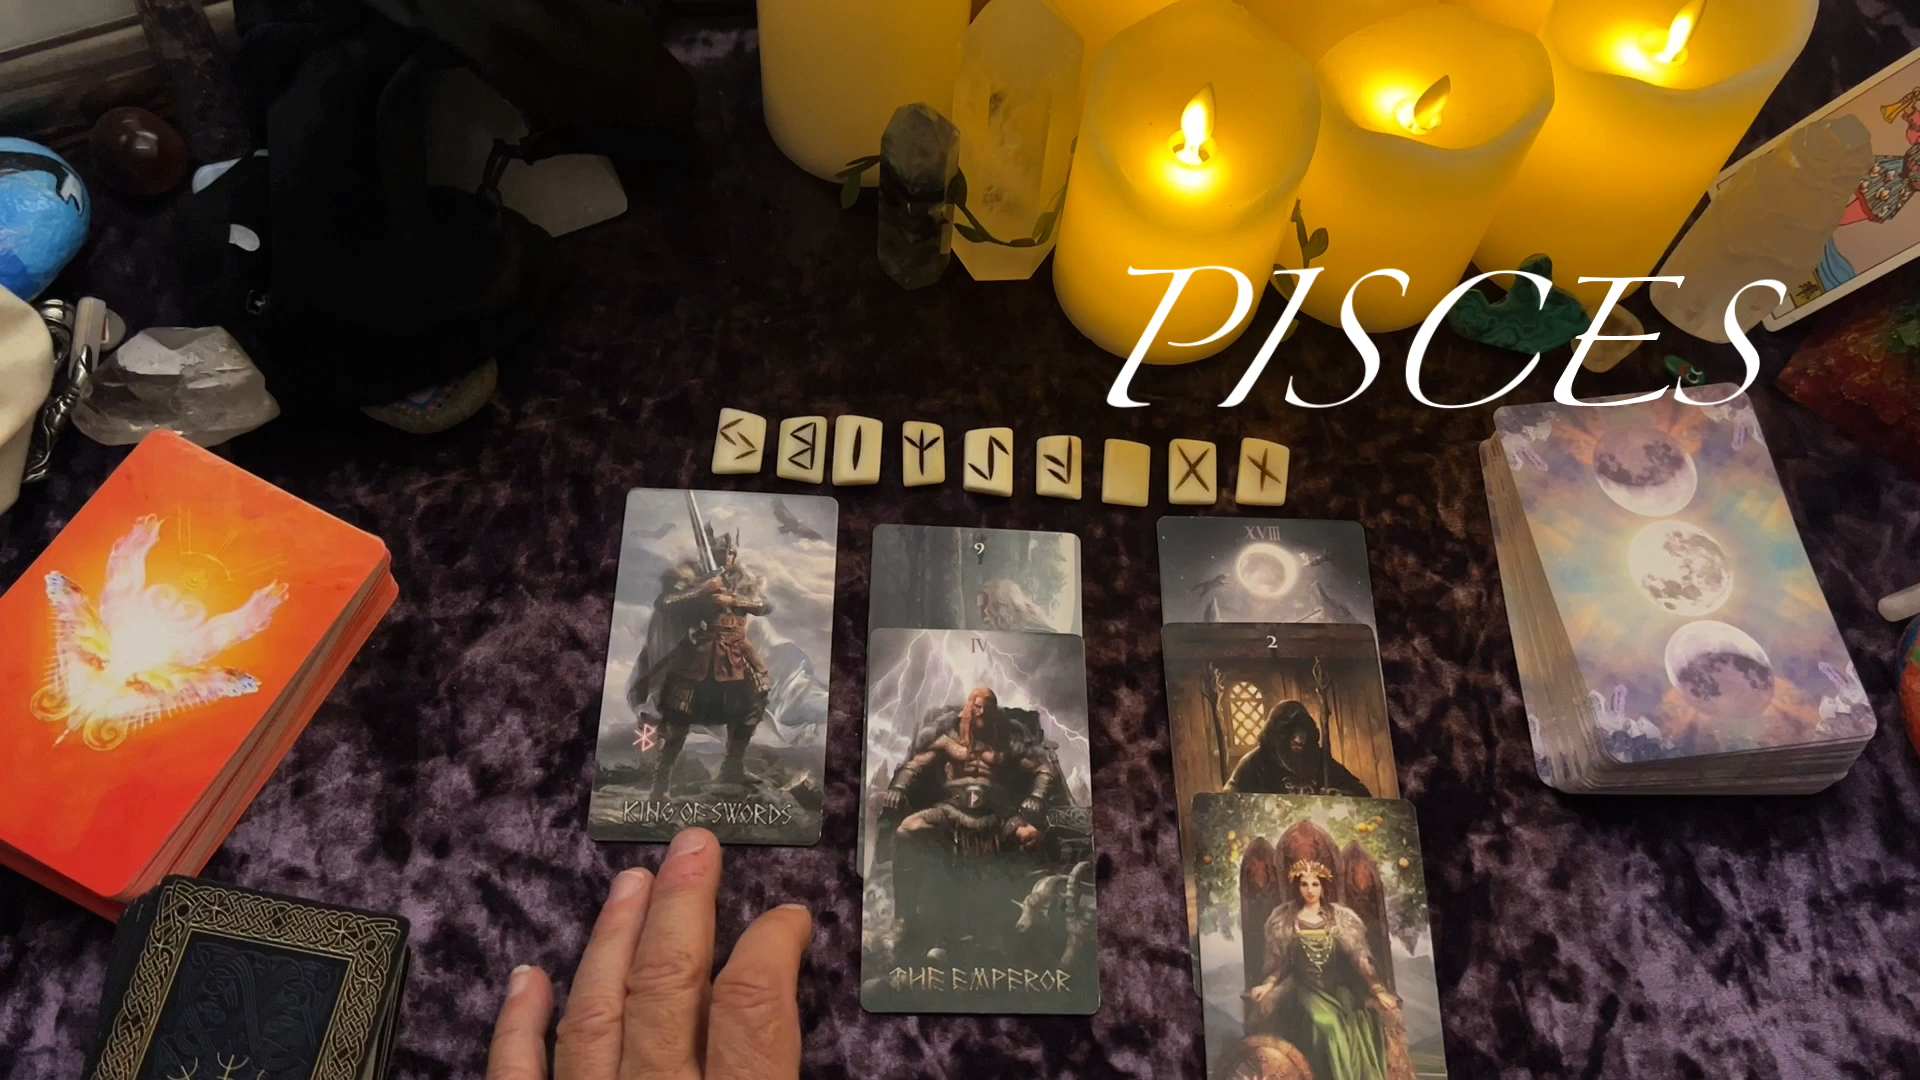 PISCES
XVIII
9
IV
2
KING OF SWORDS
THE EMPEROR